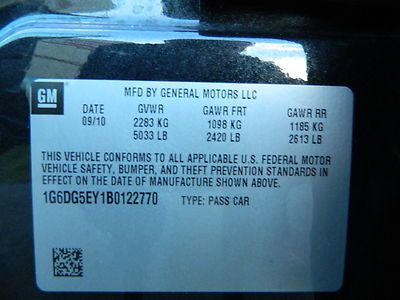 GM
MFD BY GENERAL MOTORS LLC
DATE GVWR GAWR FRT GAWR RR
09/10 2283 KG 1098 KG 1185 KG
5033 LB 2420 LB 2613 LB
THIS VEHICLE CONFORMS TO ALL APPLICABLE U.S. FEDERAL MOTOR
VEHICLE SAFETY, BUMPER, AND THEFT PREVENTION STANDARDS
IN EFFECT ON THE DATE OF MANUFACTURE SHOWN ABOVE.
1G6DG5EY1B0122770 TYPE: PASS CAR